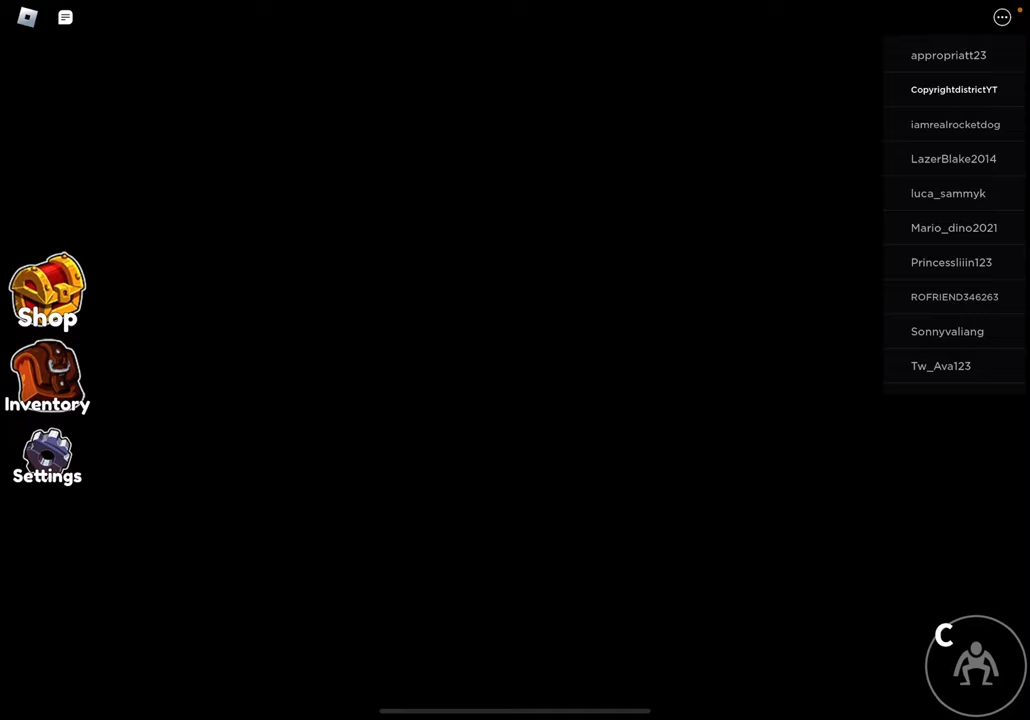 appropriatt23
CopyrightdistrictYT
iamrealrocketdog
LazerBlake2014
luca_sammyk
Mario_dino2021
Princessliiin123
ROFRIEND346263
Sonnyvaliang
Tw_Ava123
Shop
Inventory
Settings
C